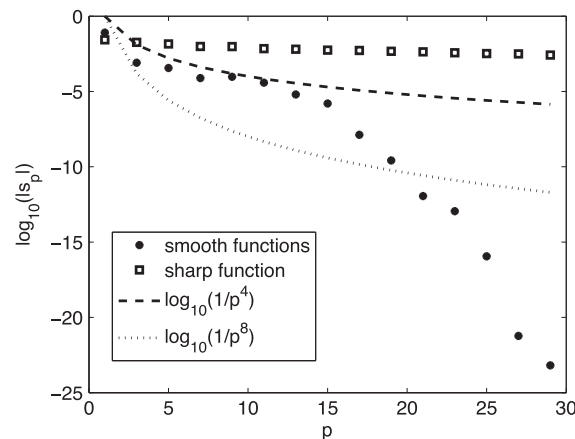 0
−5
−10
−15
−20
−25
log10(|sp|)
smooth functions
sharp function
log10(1/p4)
log10(1/p8)
0 5 10 15 20 25 30
p